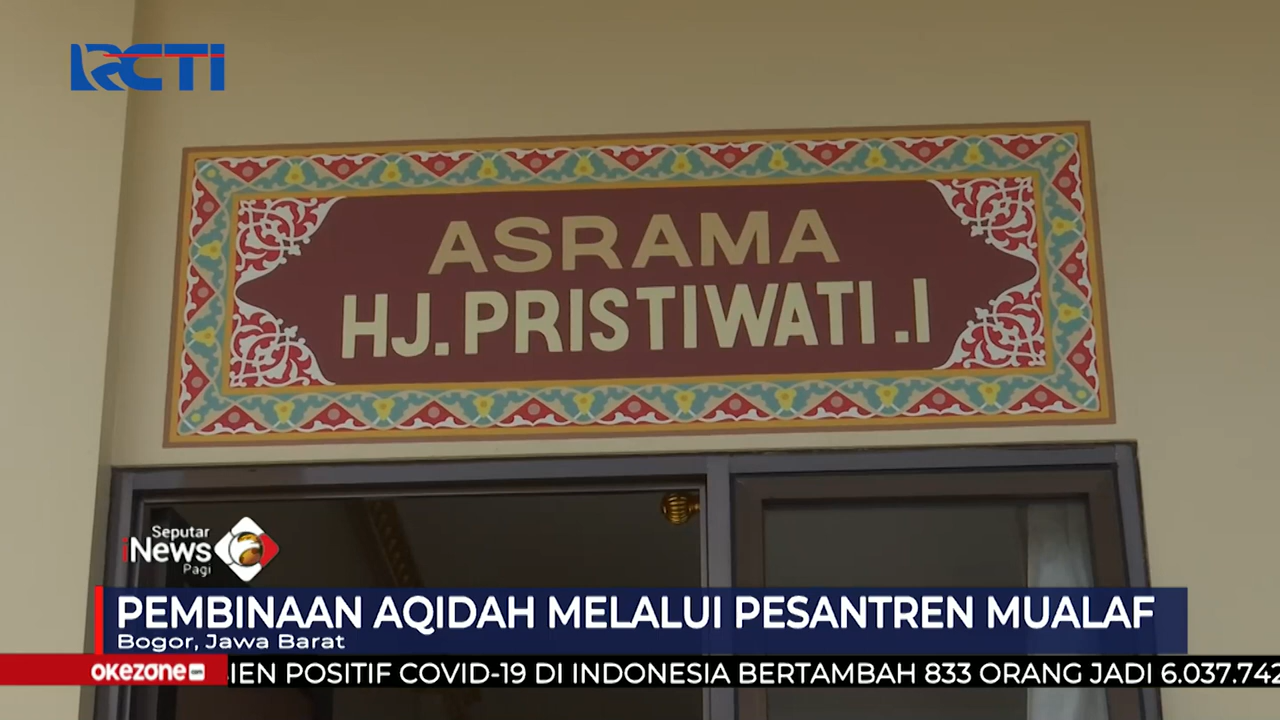 RCTI
ASRAMA
HJ. PRISTIWATI .I
Seputar
iNews
Pagi
PEMBINAAN AQIDAH MELALUI PESANTREN MUALAF
Bogor, Jawa Barat
okezone
POSITIF COVID-19 DI INDONESIA BERTAMBAH 833 ORANG JADI 6.037.742